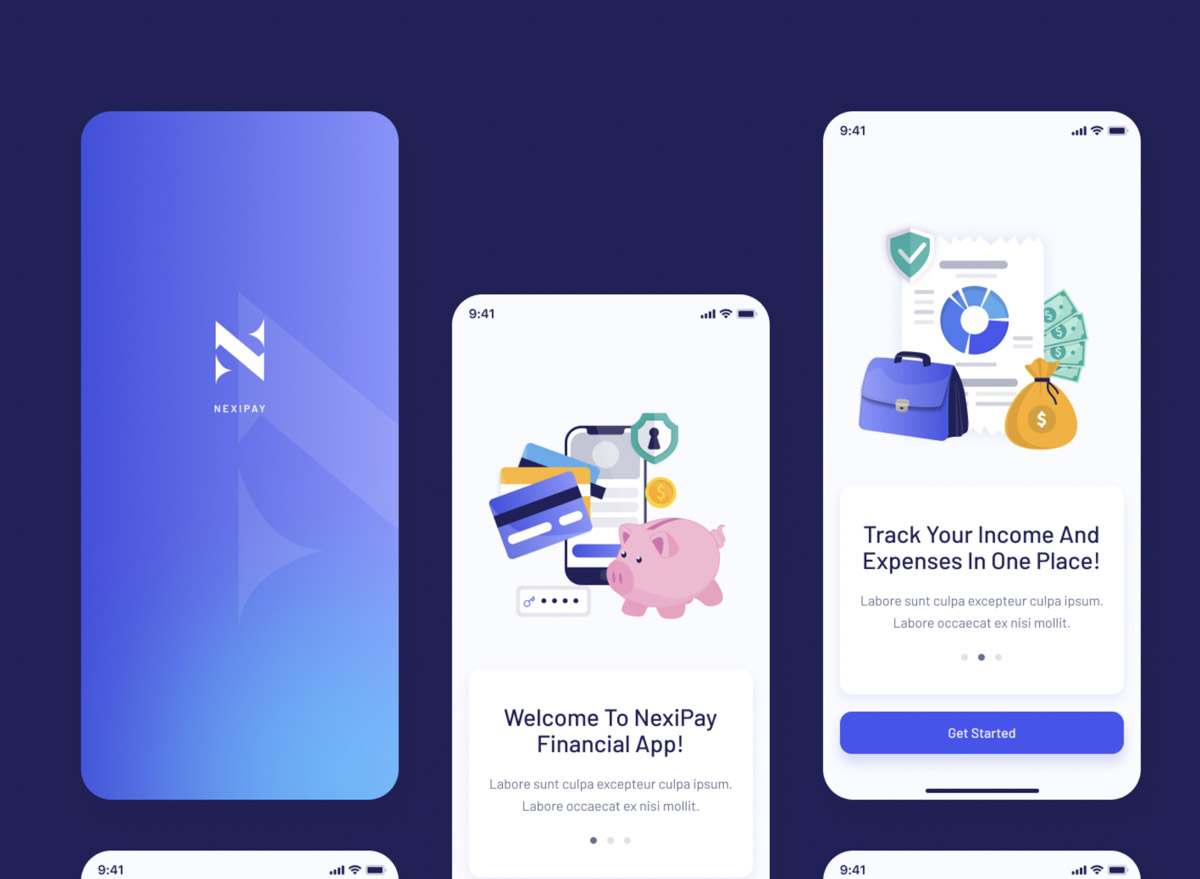 NEXIPAY
9:41
Welcome To NexiPay
Financial App!
Labore sunt culpa excepteur culpa ipsum.
Labore occaecat ex nisi mollit.
9:41
$
$
$
$
Track Your Income And
Expenses In One Place!
Labore sunt culpa excepteur culpa ipsum.
Labore occaecat ex nisi mollit.
Get Started
9:41
9:41